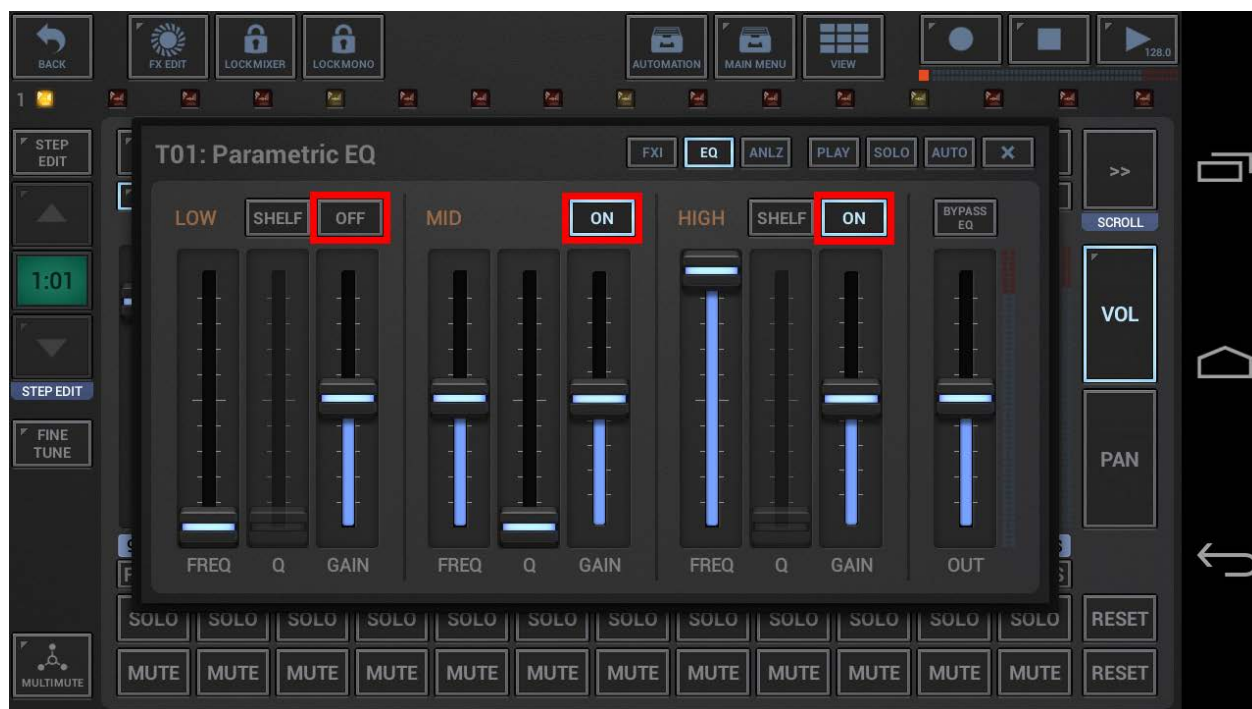 BACK
FX EDIT
LOCKMIXER
LOCKMONO
AUTOMATION
MAIN MENU
VIEW
128.0
1
STEP
EDIT
1:01
STEP EDIT
FINE
TUNE
MULTIMUTE
T01: Parametric EQ
FXI EQ ANLZ PLAY SOLO AUTO ×
LOW SHELF OFF MID ON HIGH SHELF ON BYPASS
EQ
FREQ Q GAIN FREQ Q GAIN FREQ Q GAIN OUT
SOLO SOLO SOLO SOLO SOLO SOLO SOLO SOLO SOLO SOLO SOLO SOLO RESET
MUTE MUTE MUTE MUTE MUTE MUTE MUTE MUTE MUTE MUTE MUTE MUTE RESET
>>
SCROLL
VOL
PAN